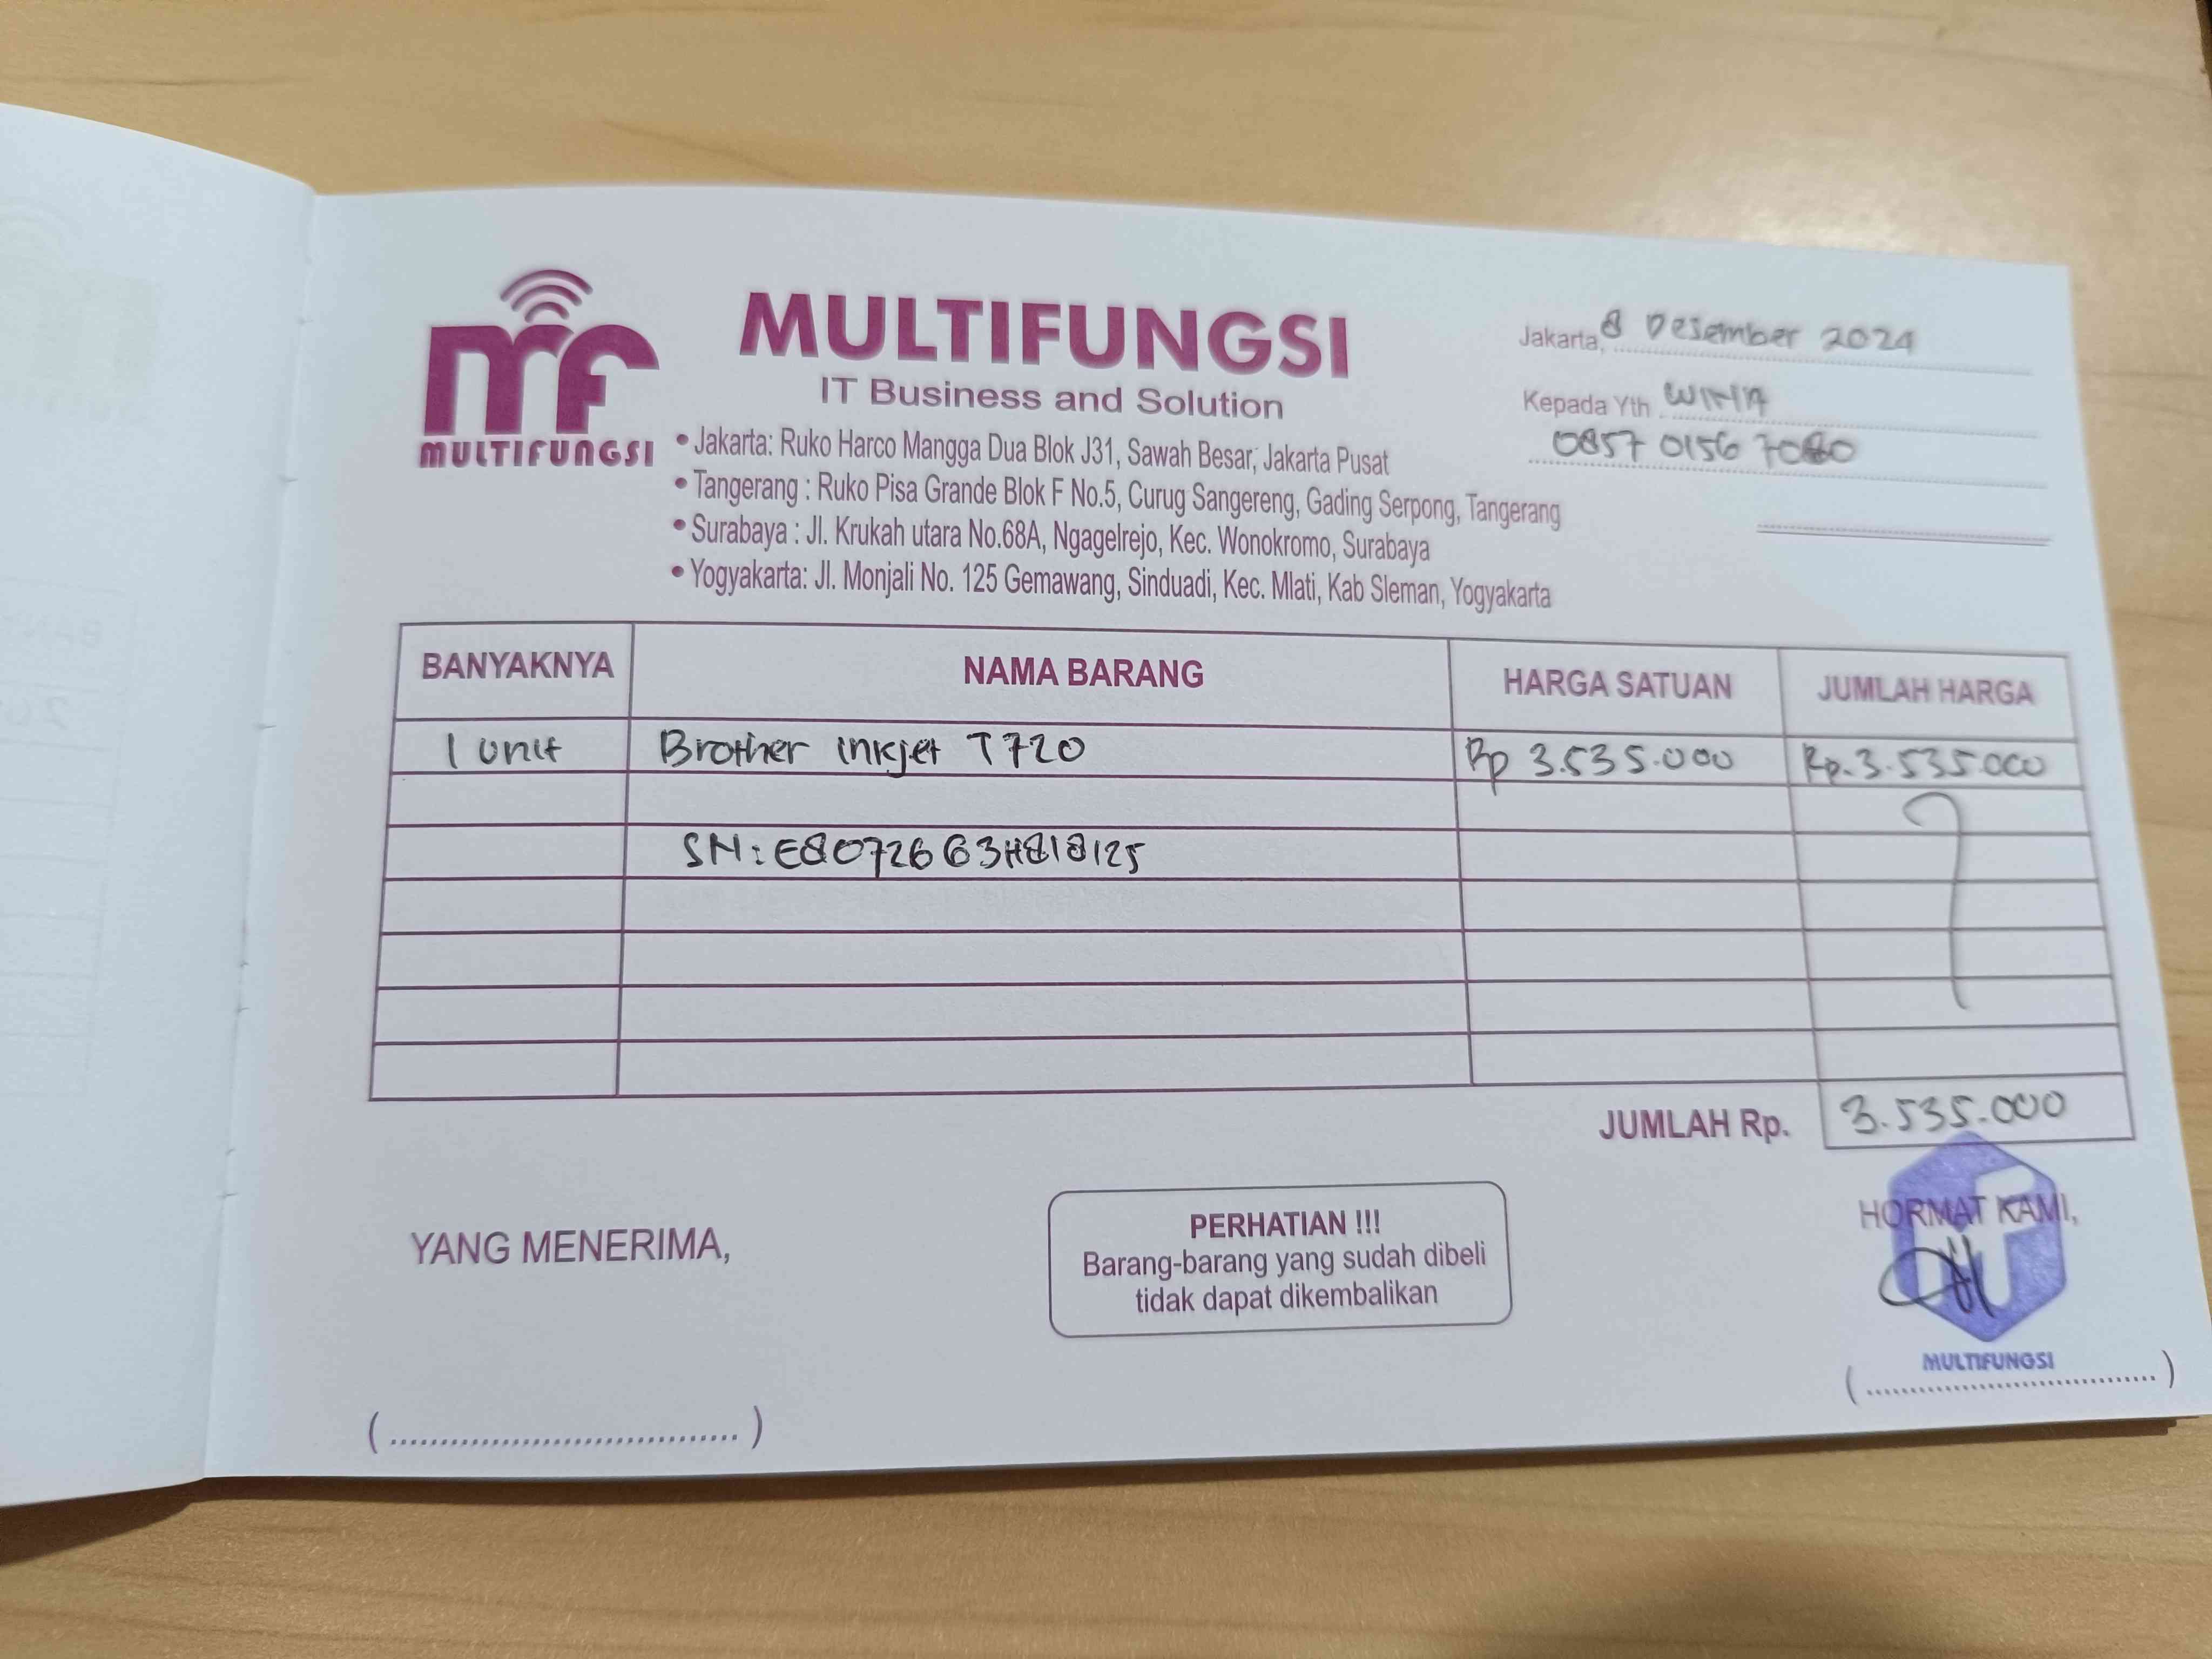 MULTIFUNGSI
MULTIFUNGSI
IT Business and Solution
• Jakarta: Ruko Harco Mangga Dua Blok J31, Sawah Besar, Jakarta Pusat
• Tangerang : Ruko Pisa Grande Blok F No.5, Curug Sangereng, Gading Serpong, Tangerang
• Surabaya : Jl. Krukah utara No.68A, Ngagelrejo, Kec. Wonokromo, Surabaya
• Yogyakarta: Jl. Monjali No. 125 Gemawang, Sinduadi, Kec. Mlati, Kab Sleman, Yogyakarta
Jakarta, 8 Desember 2024
Kepada Yth
0857 0156 7080
BANYAKNYA NAMA BARANG HARGA SATUAN JUMLAH HARGA
1 unit Brother inkjet T720 Rp 3.535.000 Rp. 3.535.000
SN: E80726G3H818125
JUMLAH Rp. 3.535.000
YANG MENERIMA,
PERHATIAN !!!
Barang-barang yang sudah dibeli
tidak dapat dikembalikan
HORMAT KAMI,
MULTIFUNGSI